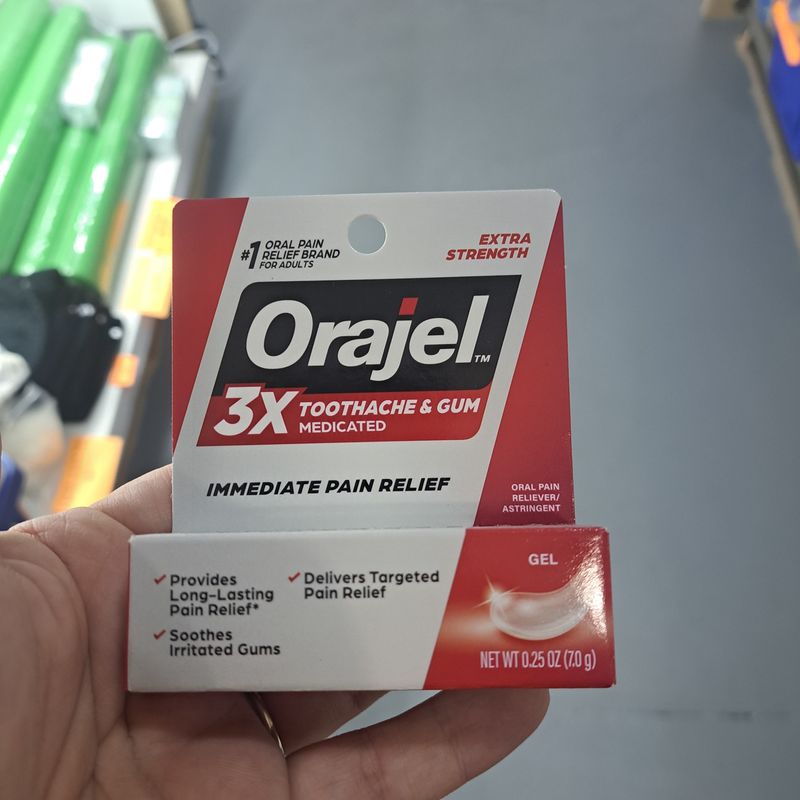 #1 ORAL PAIN
RELIEF BRAND
FOR ADULTS
EXTRA
STRENGTH
Orajel™
3X TOOTHACHE & GUM
MEDICATED
IMMEDIATE PAIN RELIEF
ORAL PAIN
RELIEVER/
ASTRINGENT
✓ Provides
Long-Lasting
Pain Relief*
✓ Soothes
Irritated Gums
✓ Delivers Targeted
Pain Relief
GEL
NET WT 0.25 OZ (7.0 g)